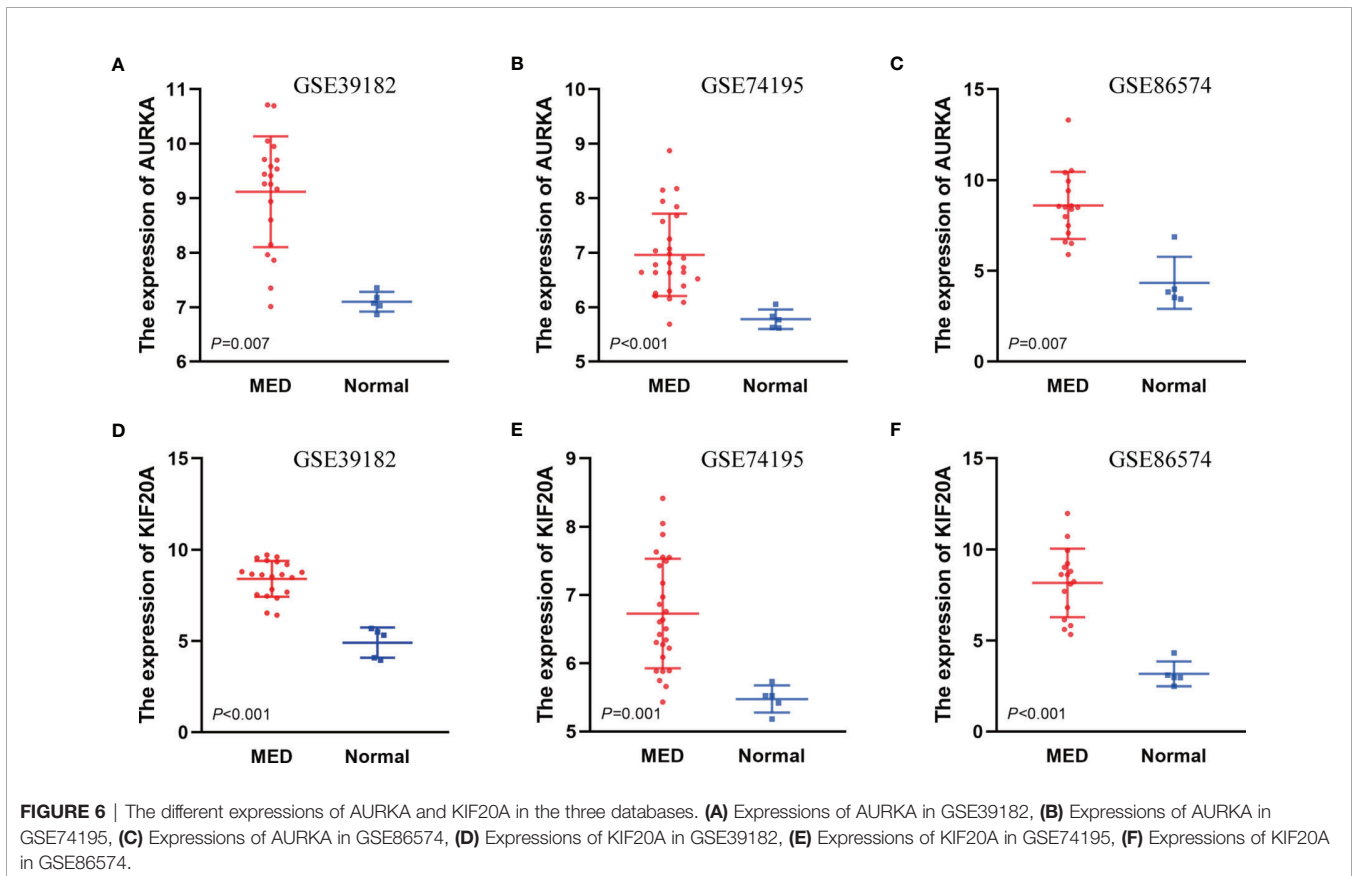 A
GSE39182
The expression of AURKA
11
10
9
8
7
6
P=0.007
MED Normal
B
GSE74195
The expression of AURKA
10
9
8
7
6
5
P<0.001
MED Normal
C
GSE86574
The expression of AURKA
15
10
5
0
P=0.007
MED Normal
D
GSE39182
The expression of KIF20A
15
10
5
0
P<0.001
MED Normal
E
GSE74195
The expression of KIF20A
9
8
7
6
5
P=0.001
MED Normal
F
GSE86574
The expression of KIF20A
15
10
5
0
P<0.001
MED Normal
FIGURE 6 | The different expressions of AURKA and KIF20A in the three databases. (A) Expressions of AURKA in GSE39182, (B) Expressions of AURKA in
GSE74195, (C) Expressions of AURKA in GSE86574, (D) Expressions of KIF20A in GSE39182, (E) Expressions of KIF20A in GSE74195, (F) Expressions of KIF20A
in GSE86574.